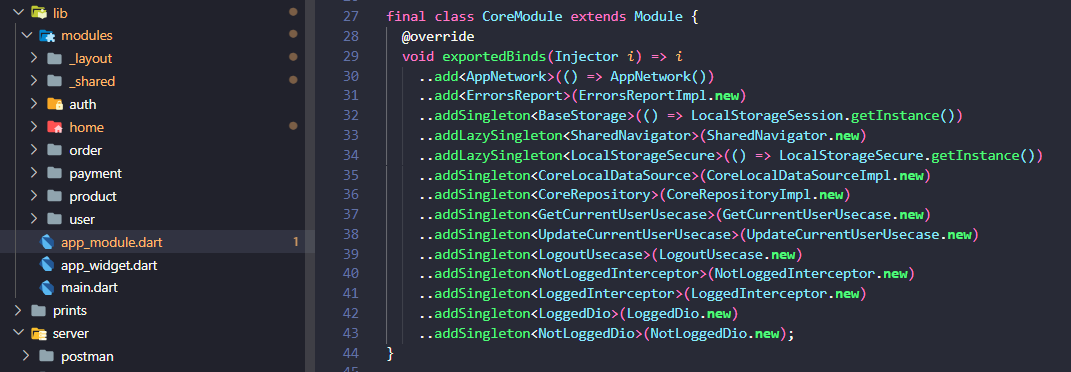 lib
modules
_layout
_shared
auth
home
order
payment
product
user
app_module.dart 1
app_widget.dart
main.dart
prints
server
postman
27 final class CoreModule extends Module {
28 @override
29 void exportedBinds(Injector i) => i
30 ..add<AppNetwork>(() => AppNetwork())
31 ..add<ErrorsReport>(ErrorsReportImpl.new)
32 ..addSingleton<BaseStorage>(() => LocalStorageSession.getInstance())
33 ..addLazySingleton<SharedNavigator>(SharedNavigator.new)
34 ..addLazySingleton<LocalStorageSecure>(() => LocalStorageSecure.getInstance())
35 ..addSingleton<CoreLocalDataSource>(CoreLocalDataSourceImpl.new)
36 ..addSingleton<CoreRepository>(CoreRepositoryImpl.new)
37 ..addSingleton<GetCurrentUserUsecase>(GetCurrentUserUsecase.new)
38 ..addSingleton<UpdateCurrentUserUsecase>(UpdateCurrentUserUsecase.new)
39 ..addSingleton<LogoutUsecase>(LogoutUsecase.new)
40 ..addSingleton<NotLoggedInterceptor>(NotLoggedInterceptor.new)
41 ..addSingleton<LoggedInterceptor>(LoggedInterceptor.new)
42 ..addSingleton<LoggedDio>(LoggedDio.new)
43 ..addSingleton<NotLoggedDio>(NotLoggedDio.new);
44 }